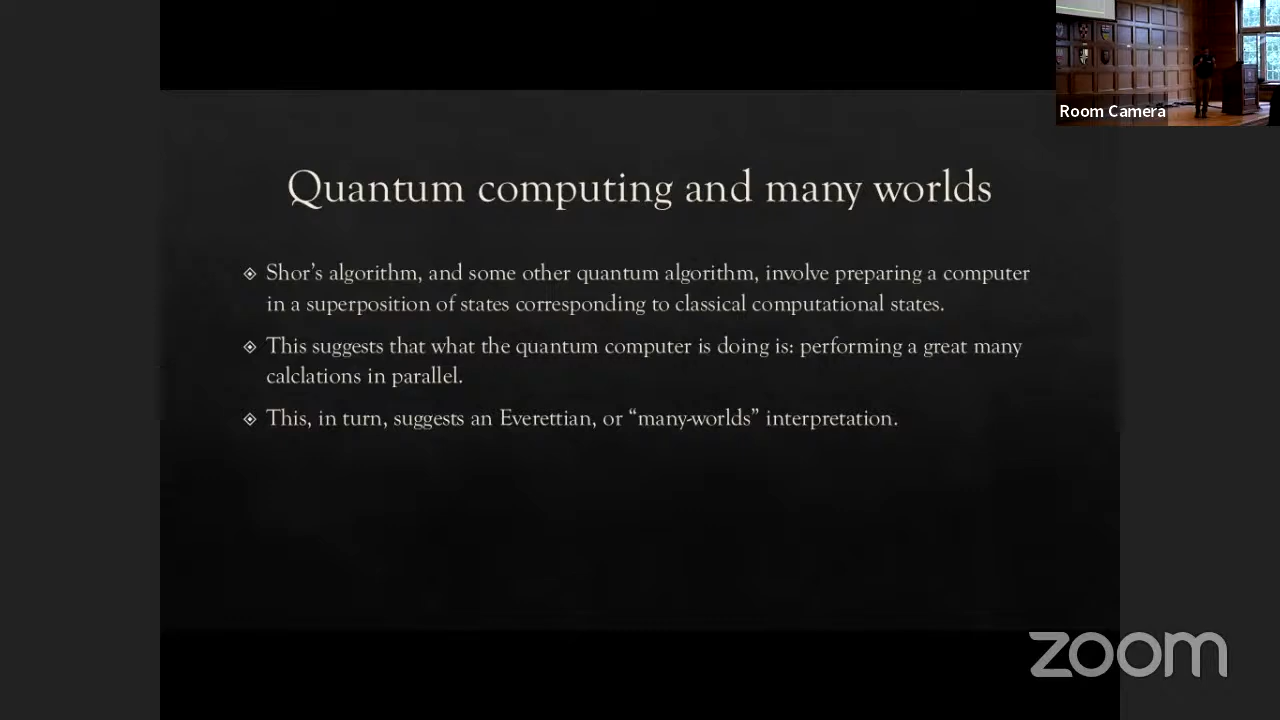 Room Camera
Quantum computing and many worlds
Shor's algorithm, and some other quantum algorithm, involve preparing a computer
in a superposition of states corresponding to classical computational states.
This suggests that what the quantum computer is doing is: performing a great many
calclations in parallel.
This, in turn, suggests an Everettian, or “many-worlds” interpretation.
zoom